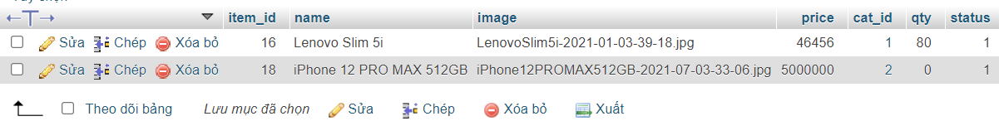 item_id name image price cat_id qty status
Sửa Chép Xóa bỏ 16 Lenovo Slim 5i LenovoSlim5i-2021-01-03-39-18.jpg 46456 1 80 1
Sửa Chép Xóa bỏ 18 iPhone 12 PRO MAX 512GB iPhone12PROMAX512GB-2021-07-03-33-06.jpg 5000000 2 0 1
Theo dõi bảng Lưu mục đã chọn Sửa Chép Xóa bỏ Xuất